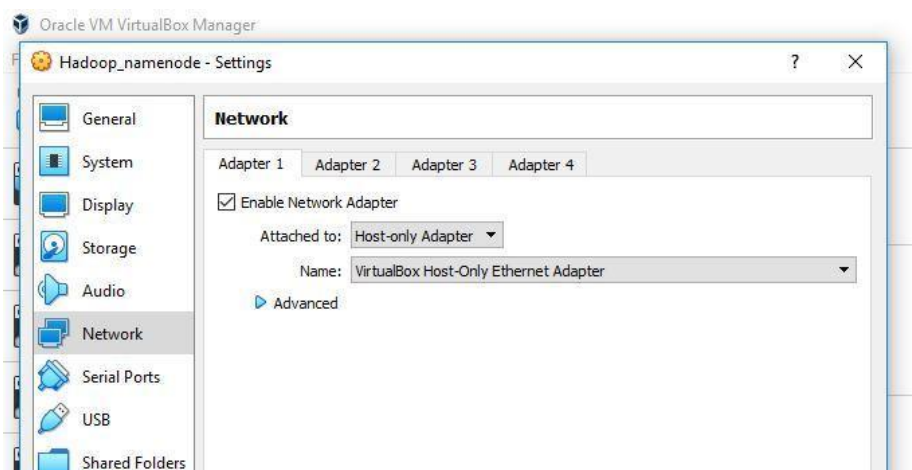 Oracle VM VirtualBox Manager
F
Hadoop_namenode - Settings ? X
General
Network
System
Adapter 1 Adapter 2 Adapter 3 Adapter 4
Display
Enable Network Adapter
Attached to: Host-only Adapter
Storage
Name: VirtualBox Host-Only Ethernet Adapter
Audio
Advanced
Network
Serial Ports
USB
Shared Folders